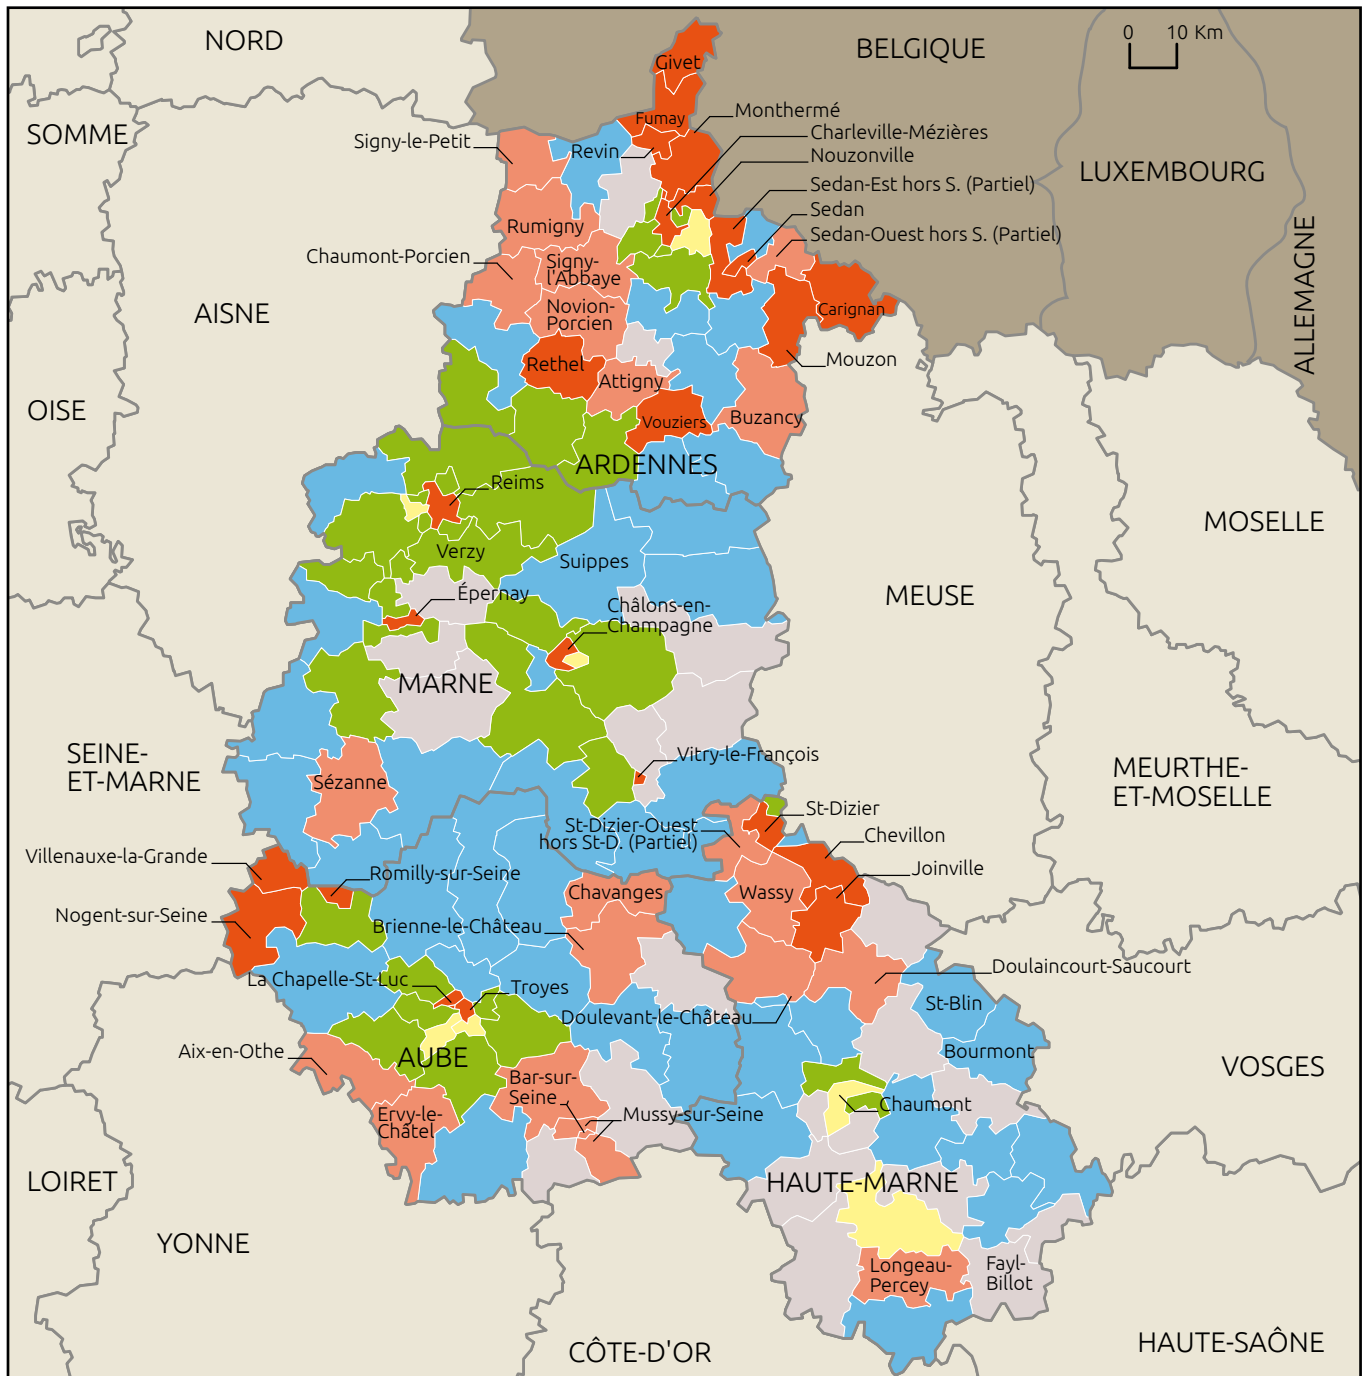 NORD
BELGIQUE
0 10 Km
Givet
SOMME
Signy-le-Petit
Fumay
Monthermé
Revin
Charleville-Mézières
Nouzonville
LUXEMBOURG
Sedan-Est hors S. (Partiel)
Sedan
Rumigny
Sedan-Ouest hors S. (Partiel)
ALLEMAGNE
Chaumont-Porcien
Signy-
l'Abbaye
AISNE
Novion-
Porcien
Carignan
Rethel
Attigny
Mouzon
OISE
Vouziers
Buzancy
ARDENNES
Reims
MOSELLE
Verzy
Suippes
MEUSE
Épernay
Châlons-en-
Champagne
MARNE
SEINE-
ET-MARNE
Vitry-le-François
MEURTHE-
ET-MOSELLE
Sézanne
St-Dizier
St-Dizier-Ouest
hors St-D. (Partiel)
Chevillon
Villenauxe-la-Grande
Romilly-sur-Seine
Joinville
Chavanges
Wassy
Nogent-sur-Seine
Brienne-le-Château
Doulaincourt-Saucourt
La Chapelle-St-Luc
Troyes
St-Blin
Doulevant-le-Château
Aix-en-Othe
AUBE
Bourmont
VOSGES
Bar-sur-
Seine
Chaumont
Ervy-le-
Châtel
Mussy-sur-Seine
LOIRET
HAUTE-MARNE
YONNE
Longeau-
Percey
Fayl-
Billot
CÔTE-D'OR
HAUTE-SAÔNE